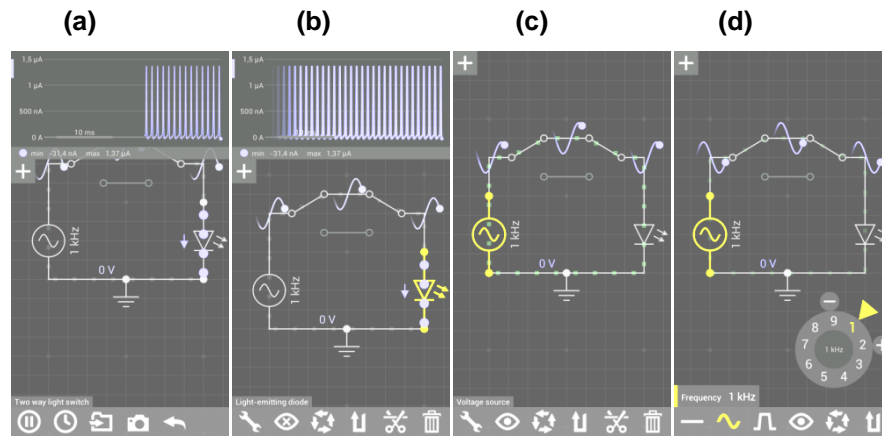 (a) (b) (c) (d)
1,5 µA
1 µA
500 nA
0 A
10 ms
min -31,4 nA max 1,37 µA
1 kHz
0 V
Two way light switch
1,5 µA
1 µA
500 nA
0 A
10 ms
min -31,4 nA max 1,37 µA
1 kHz
0 V
Light-emitting diode
1 kHz
0 V
Voltage source
1 kHz
0 V
9 1 2 3 4 5 6 7 8
1 kHz
Frequency 1 kHz